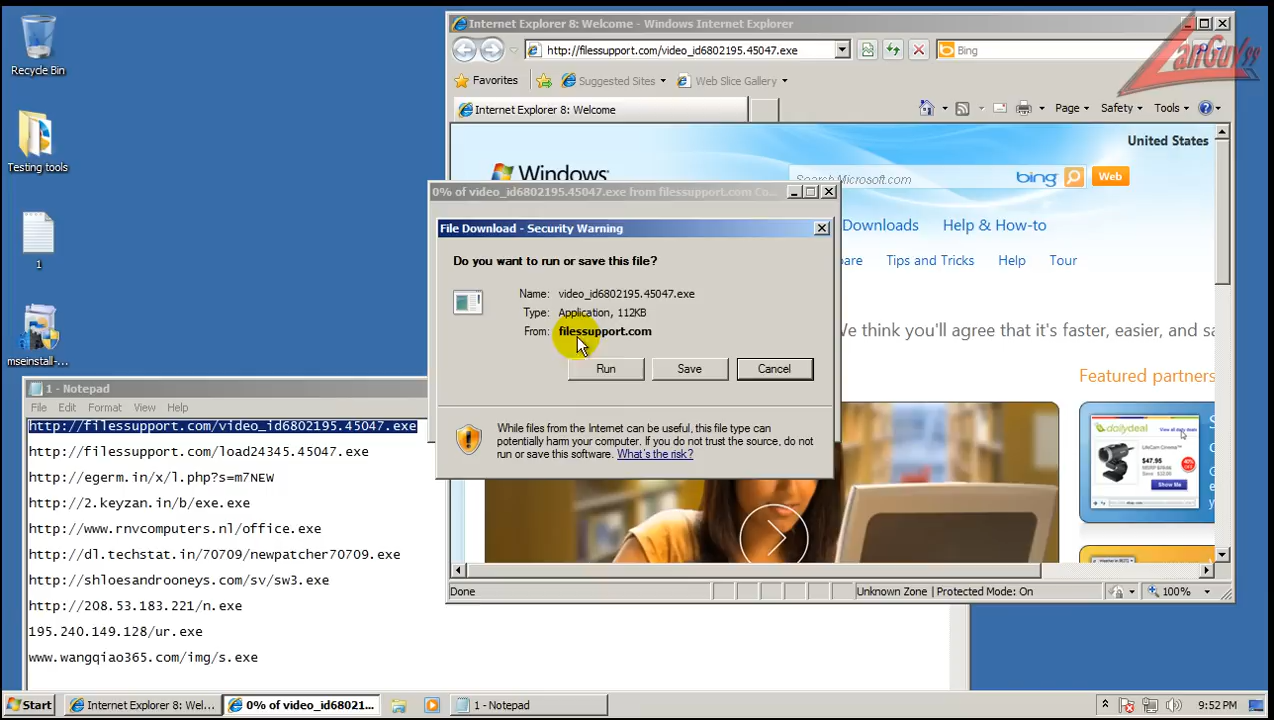 Recycle Bin
Testing tools
1
mseinstall-...
Internet Explorer 8: Welcome - Windows Internet Explorer
http://filessupport.com/video_id6802195.45047.exe
Bing
Favorites
Suggested Sites
Web Slice Gallery
Internet Explorer 8: Welcome
Page
Safety
Tools
United States
Windows
Search Microsoft.com
bing
Web
Downloads
Help & How-to
pare
Tips and Tricks
Help
Tour
We think you'll agree that it's faster, easier, and sa
Featured partners
dailydeal
LifeCam Cinema
$47.95
Show Me
0% of video_id6802195.45047.exe from filessupport.com Co...
File Download - Security Warning
Do you want to run or save this file?
Name: video_id6802195.45047.exe
Type: Application, 112KB
From: filessupport.com
Run
Save
Cancel
While files from the Internet can be useful, this file type can
potentially harm your computer. If you do not trust the source, do not
run or save this software. What's the risk?
Done
Unknown Zone | Protected Mode: On
100%
1 - Notepad
File Edit Format View Help
http://filessupport.com/video_id6802195.45047.exe
http://filessupport.com/load24345.45047.exe
http://egerm.in/x/l.php?s=m7NEW
http://2.keyzan.in/b/exe.exe
http://www.rnvcomputers.nl/office.exe
http://dl.techstat.in/70709/newpatcher70709.exe
http://shloesandrooneys.com/sv/sw3.exe
http://208.53.183.221/n.exe
195.240.149.128/ur.exe
www.wangqiao365.com/img/s.exe
Start
Internet Explorer 8: Wel...
0% of video_id68021...
1 - Notepad
9:52 PM